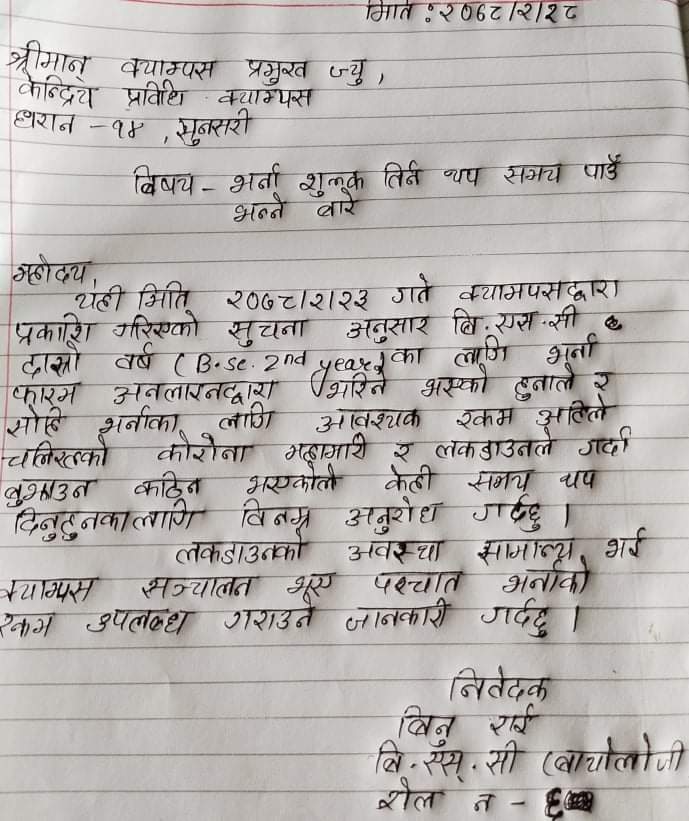 मिति : २०७८/२/२८
श्रीमान् क्याम्पस प्रमुख ज्यु,
केन्द्रिय प्रविधि क्याम्पस
धरान - १४ , सुनसरी
बिषय - भर्ना शुल्क तिर्न थप समय पाउँ
भन्ने बारे
महोदय,
यही मिति २०७८/२/२३ गते क्यामपसद्वारा
प्रकाशि गरिएको सुचना अनुसार बि.एस.सी
दोस्रो वर्ष (B.sc. 2nd year) का लागि भर्ना
फारम अनलाइनद्वारा भरिने भएको हुनाले र
सोहि भर्नाका लागि आवश्यक रकम अहिले
चलिरहको कोरोना महामारी र लकडाउनले गर्दा
बुझाउन कठिन भएकोले केही समय थप
दिनुहुनका लागि विनम्र अनुरोध गर्दछु ।
लकडाउनको अवस्था सामान्य भई
क्याम्पस सञ्चालन भए पश्चात भर्नाको
रकम उपलब्ध गराउने जानकारी गर्दछु ।
निवेदक
बिनु राई
बि.एस्.सी (बायोलोजी
रोल न - ६